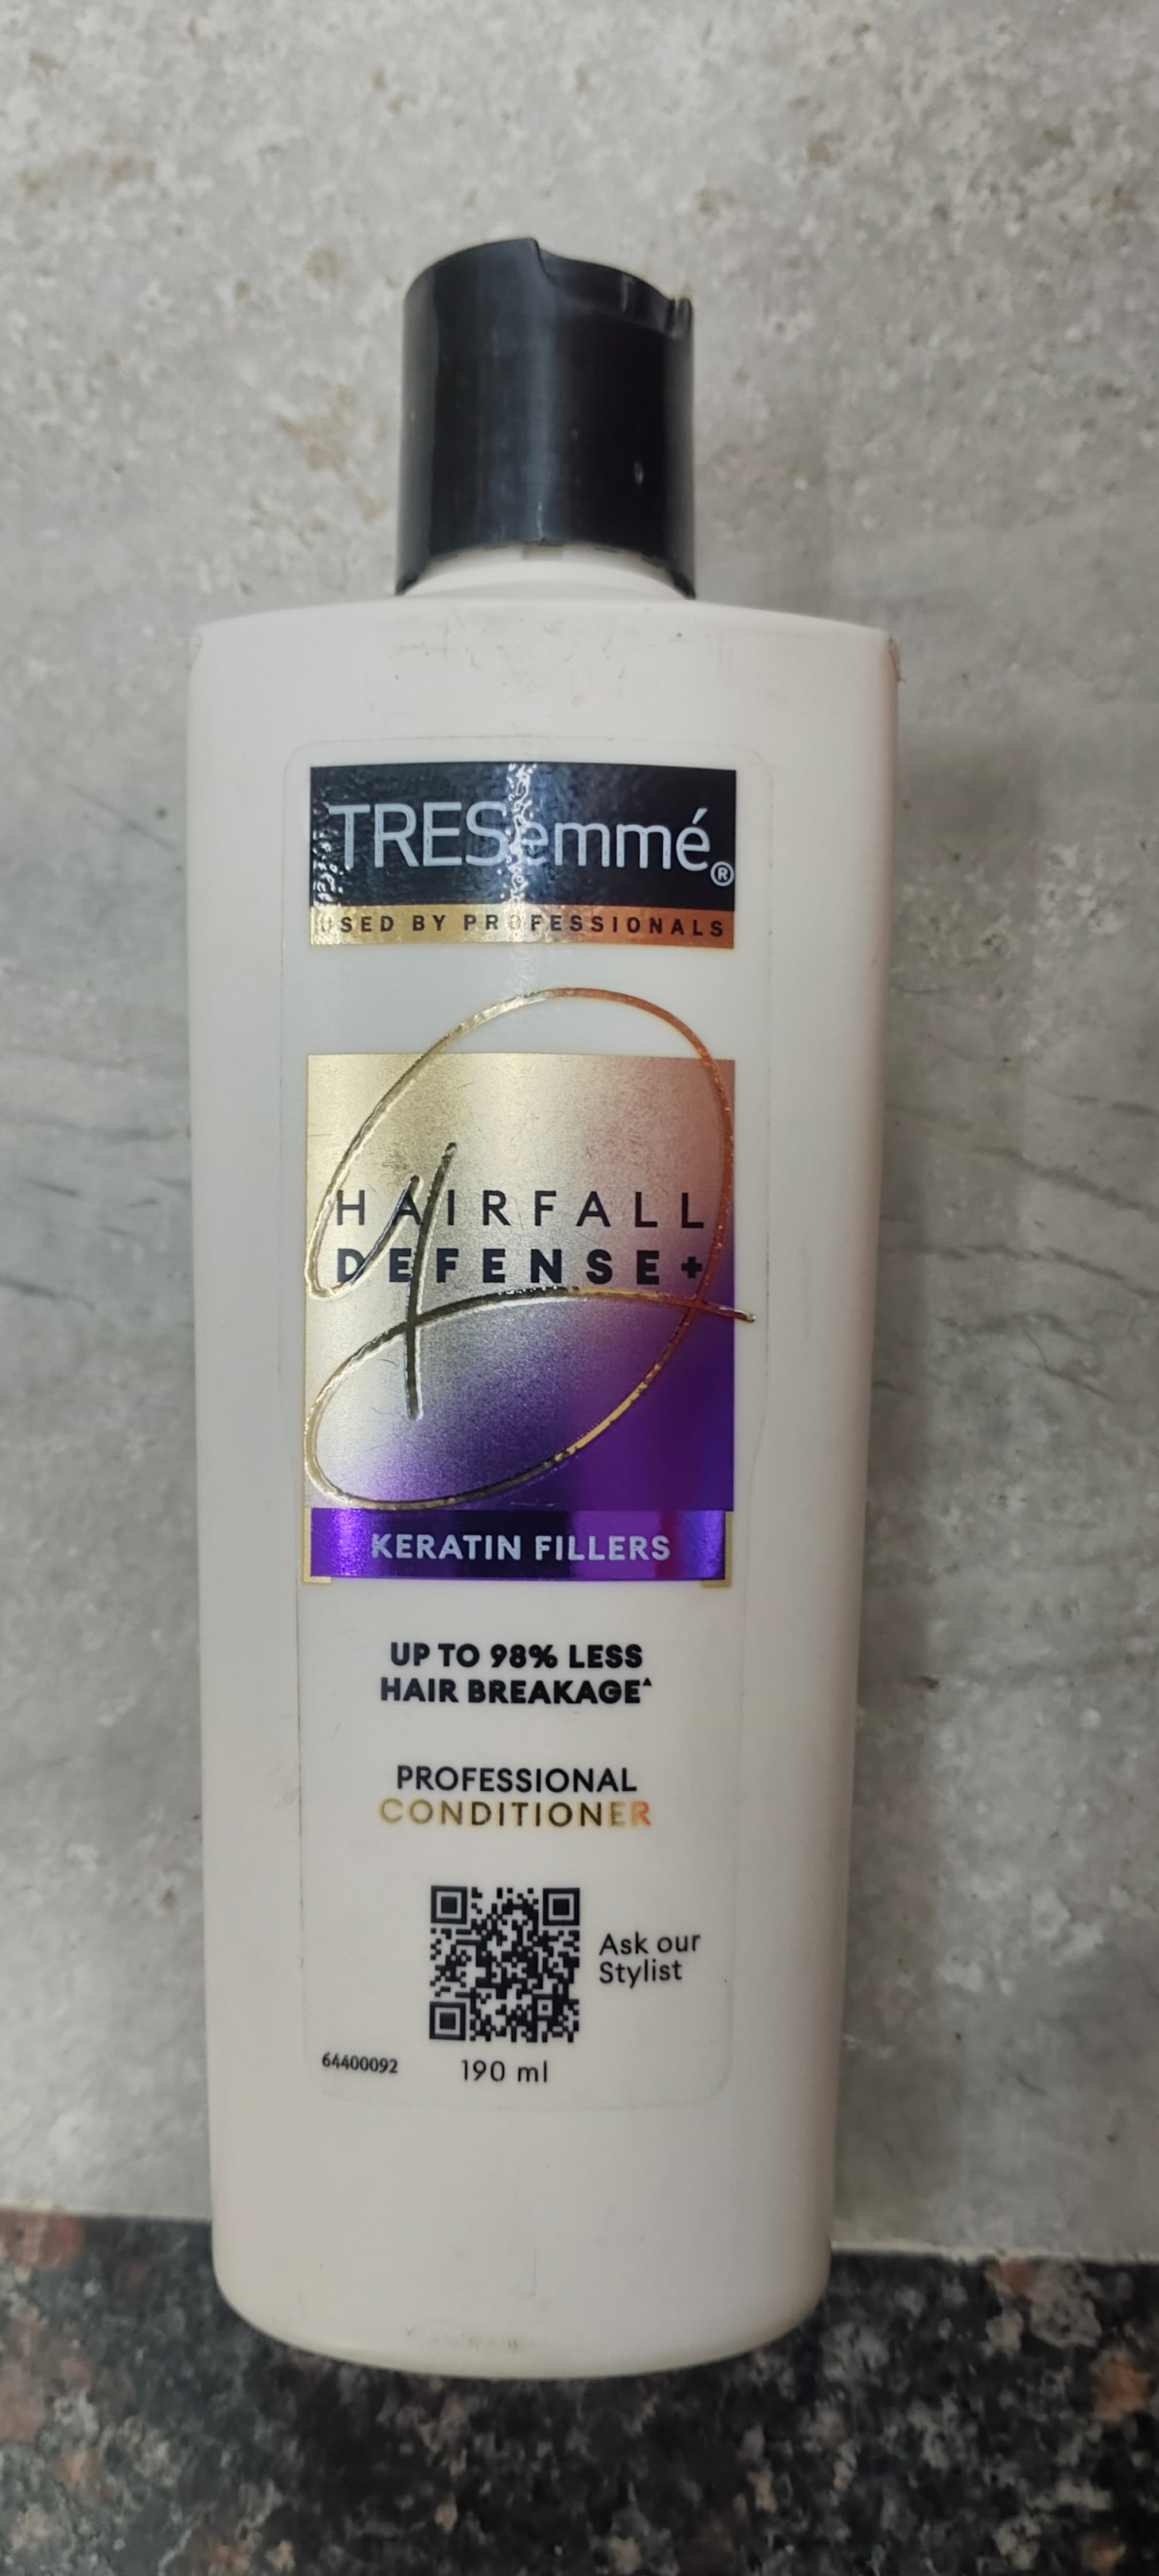 TRESemmé®
USED BY PROFESSIONALS
HAIRFALL
DEFENSE+
KERATIN FILLERS
UP TO 98% LESS
HAIR BREAKAGE^
PROFESSIONAL
CONDITIONER
Ask our
Stylist
64400092
190 ml